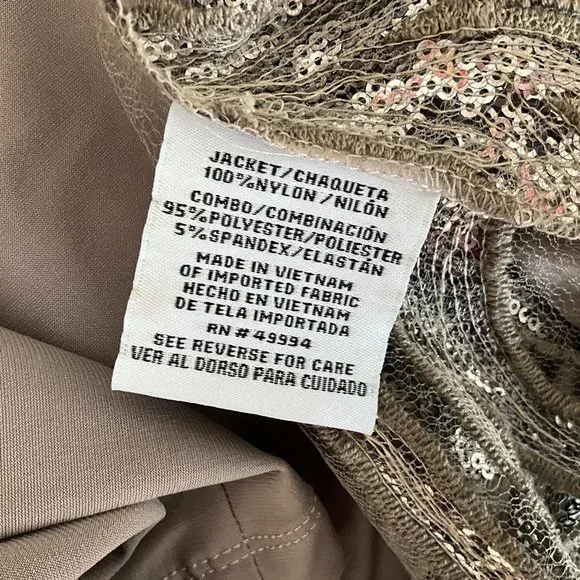 JACKET/CHAQUETA
100%NYLON/NILÓN
COMBO/COMBINACIÓN
95%POLYESTER/POLIESTER
5%SPANDEX/ELASTÁN
MADE IN VIETNAM
OF IMPORTED FABRIC
HECHO EN VIETNAM
DE TELA IMPORTADA
RN #49994
SEE REVERSE FOR CARE
VER AL DORSO PARA CUIDADO